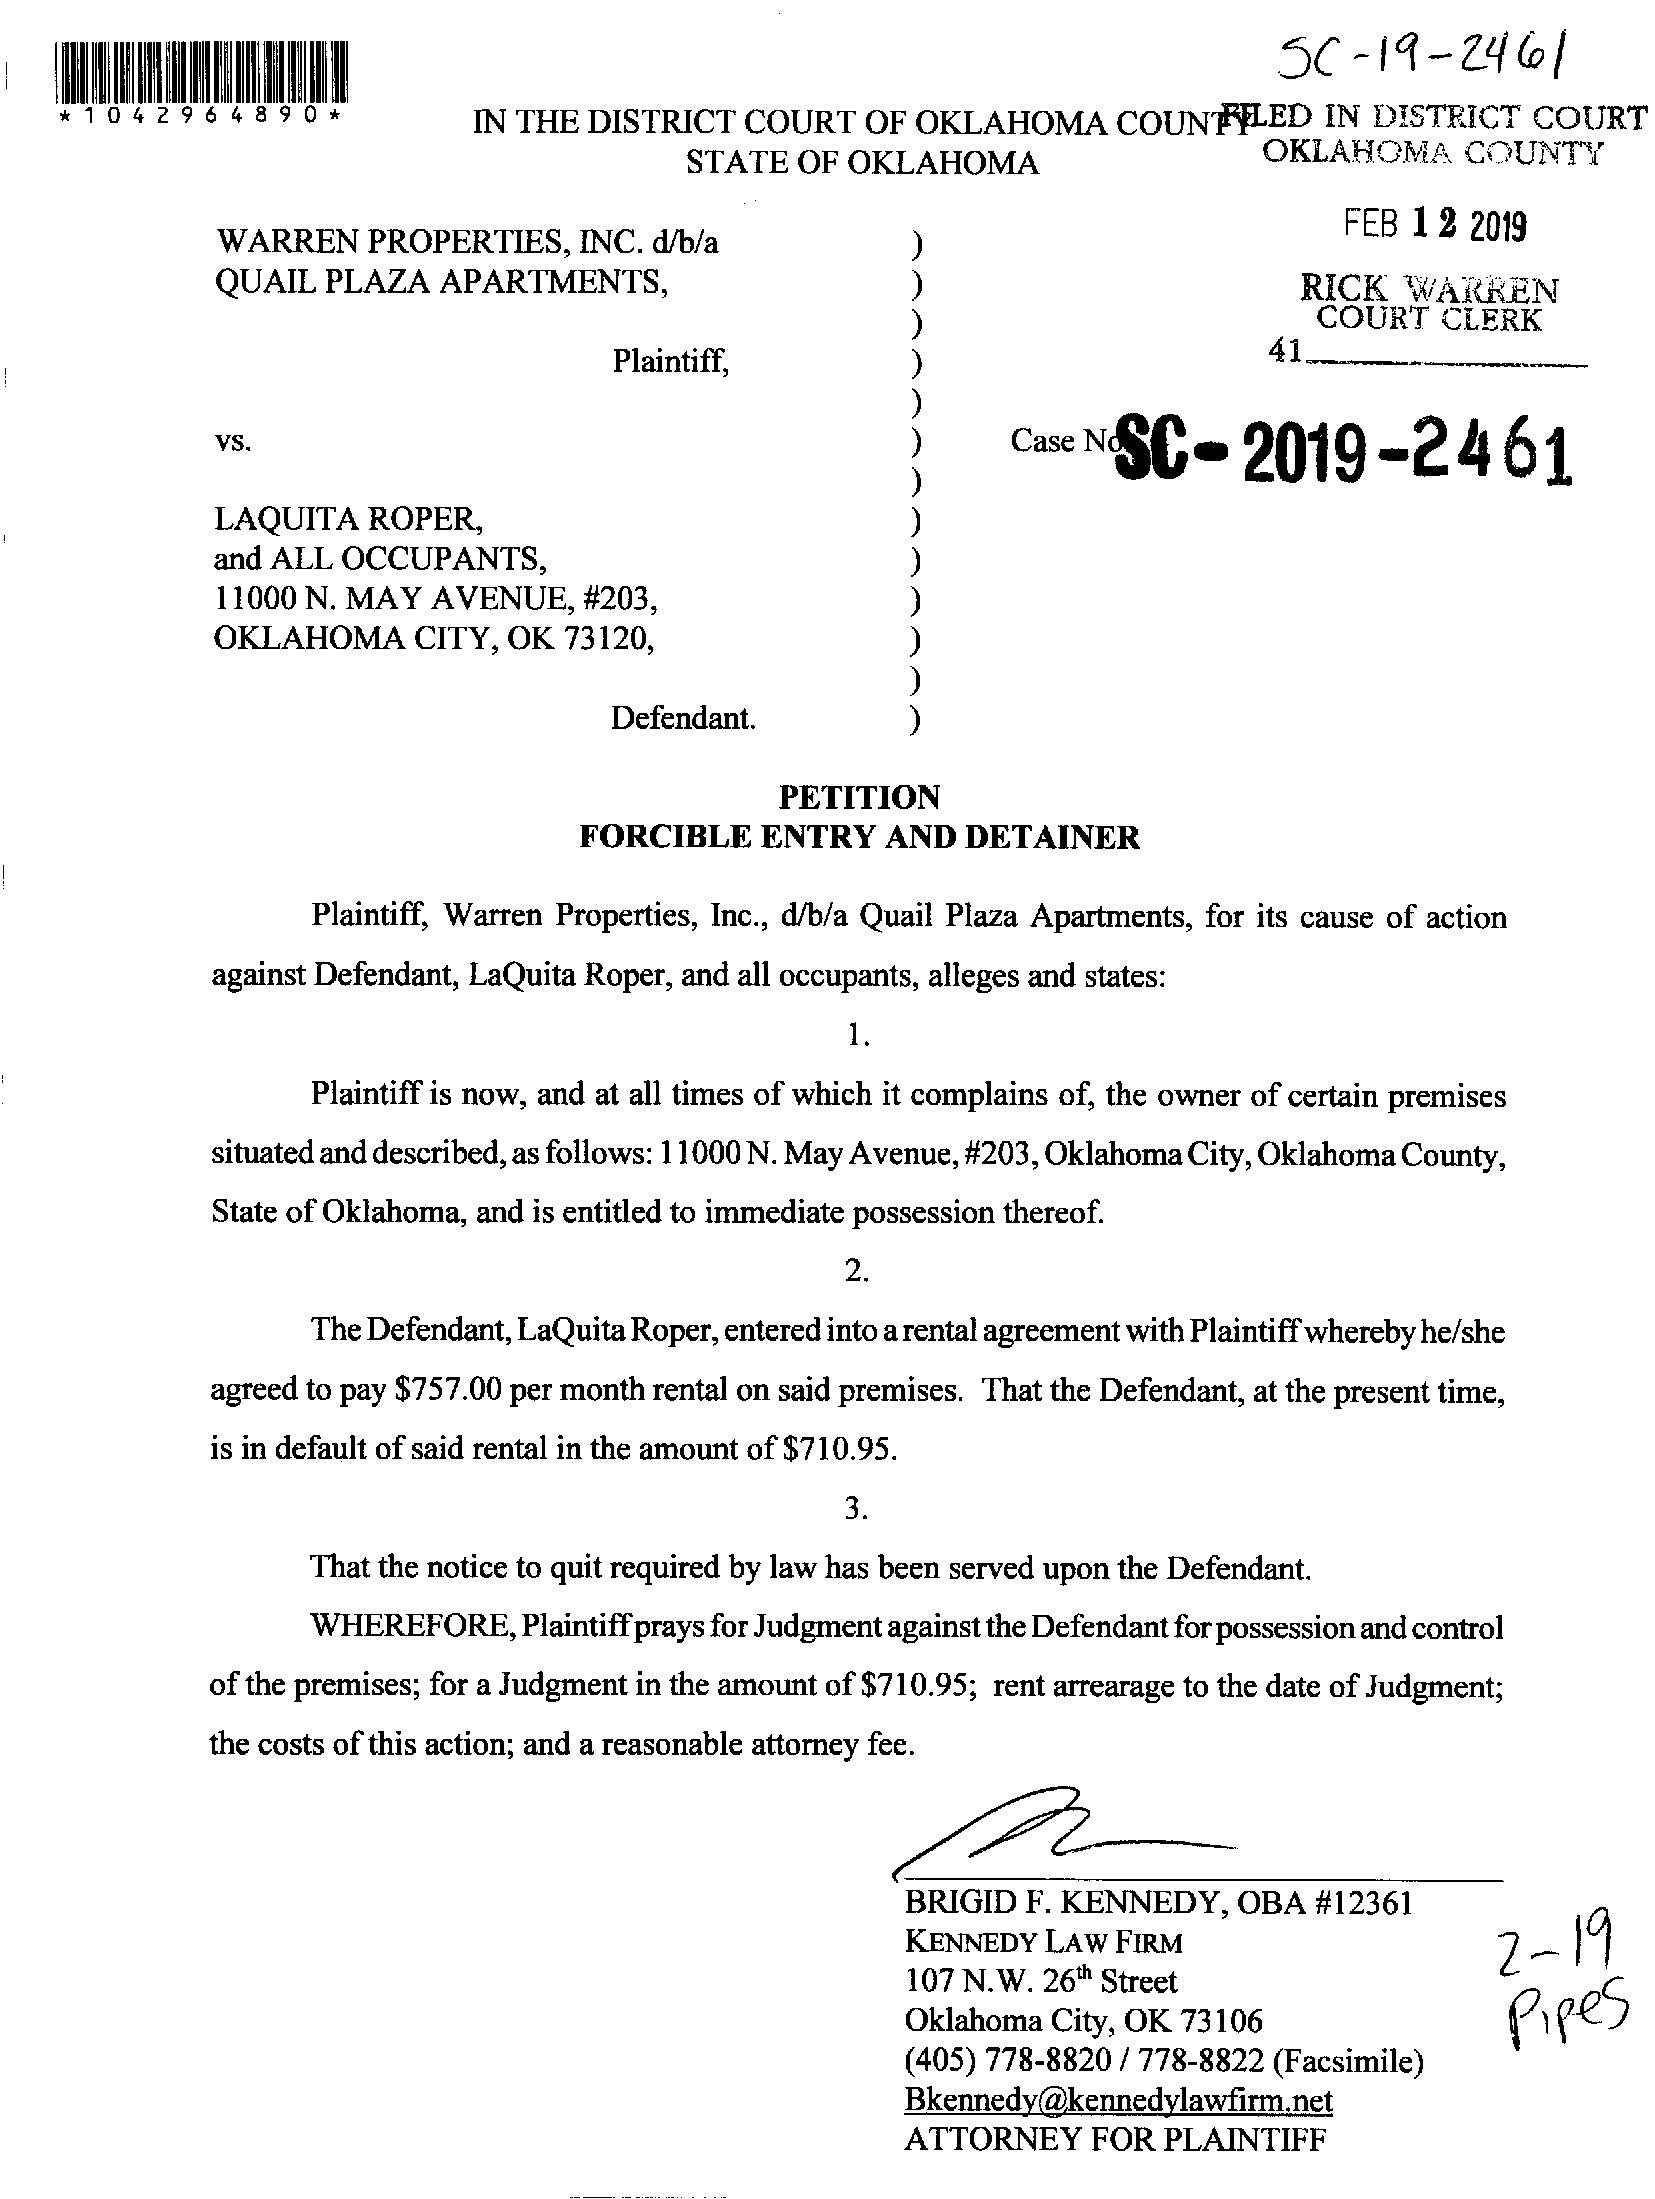 SC-19-2461
*1042964890*
IN THE DISTRICT COURT OF OKLAHOMA COUNTY
STATE OF OKLAHOMA
FILED IN DISTRICT COURT
OKLAHOMA COUNTY
FEB 12 2019
RICK WARREN
COURT CLERK
41
WARREN PROPERTIES, INC. d/b/a )
QUAIL PLAZA APARTMENTS, )
)
Plaintiff, )
)
vs. ) Case No. SC-2019-2461
)
LAQUITA ROPER, )
and ALL OCCUPANTS, )
11000 N. MAY AVENUE, #203, )
OKLAHOMA CITY, OK 73120, )
)
Defendant. )
PETITION
FORCIBLE ENTRY AND DETAINER
Plaintiff, Warren Properties, Inc., d/b/a Quail Plaza Apartments, for its cause of action
against Defendant, LaQuita Roper, and all occupants, alleges and states:
1.
Plaintiff is now, and at all times of which it complains of, the owner of certain premises
situated and described, as follows: 11000 N. May Avenue, #203, Oklahoma City, Oklahoma County,
State of Oklahoma, and is entitled to immediate possession thereof.
2.
The Defendant, LaQuita Roper, entered into a rental agreement with Plaintiff whereby he/she
agreed to pay $757.00 per month rental on said premises. That the Defendant, at the present time,
is in default of said rental in the amount of $710.95.
3.
That the notice to quit required by law has been served upon the Defendant.
WHEREFORE, Plaintiff prays for Judgment against the Defendant for possession and control
of the premises; for a Judgment in the amount of $710.95; rent arrearage to the date of Judgment;
the costs of this action; and a reasonable attorney fee.
BRIGID F. KENNEDY, OBA #12361
KENNEDY LAW FIRM
107 N.W. 26th Street
Oklahoma City, OK 73106
(405) 778-8820 / 778-8822 (Facsimile)
Bkennedy@kennedylawfirm.net
ATTORNEY FOR PLAINTIFF
2-19
Pipes